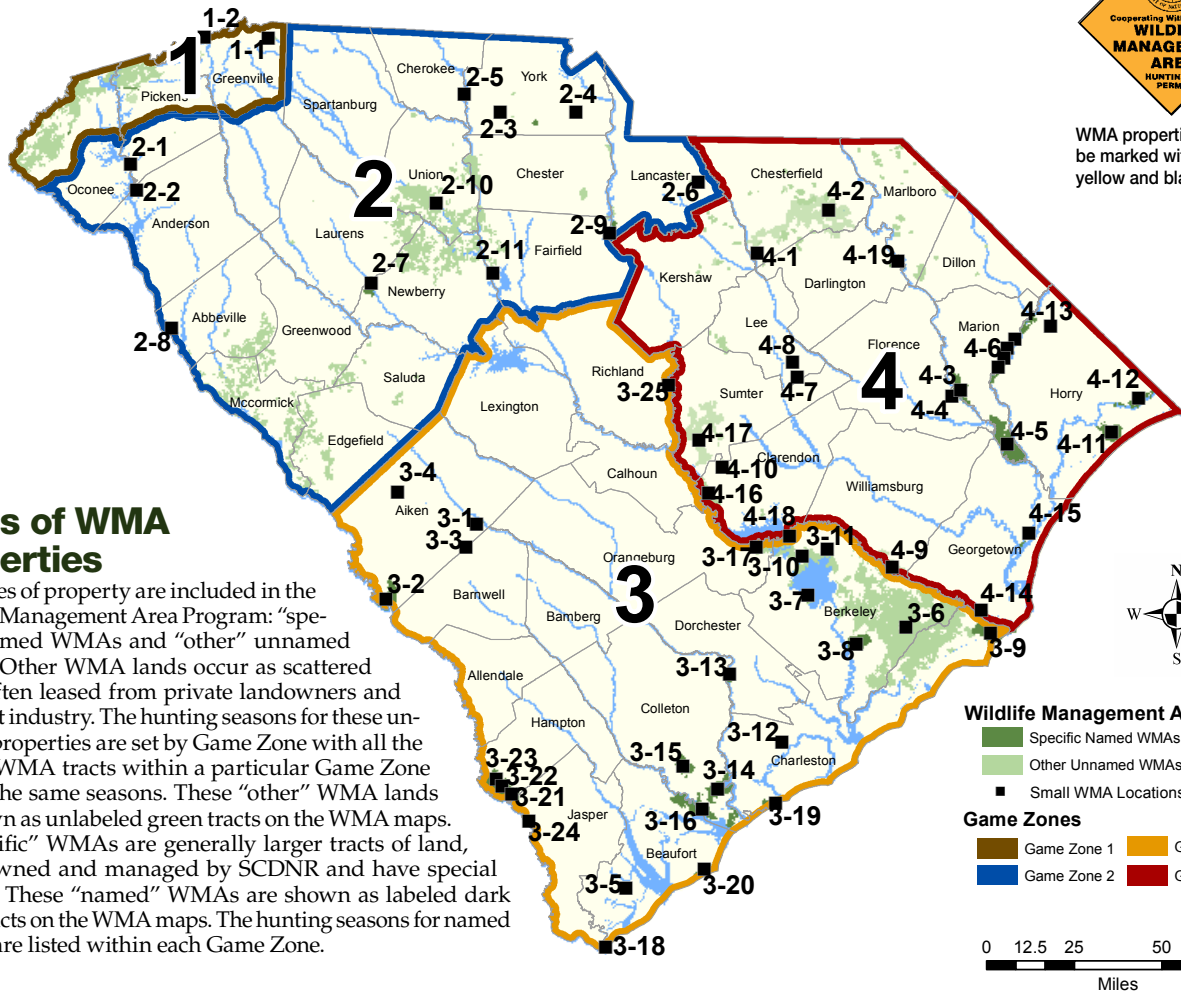 Cooperating Wit
WILD
MANAGE
ARE
HUNTIN
PERM
WMA properti
be marked wit
yellow and bla
1-2
1-1
1
Greenville
Pickens
Cherokee
2-5
York
2-4
2-3
Spartanburg
2-1
2-2
Oconee
Anderson
2
Union
2-10
Chester
Lancaster
2-6
Laurens
2-9
Fairfield
2-11
2-7
Newberry
Abbeville
2-8
Greenwood
Saluda
Mccormick
Edgefield
Chesterfield
4-2
Marlboro
4-1
4-19
Dillon
Kershaw
Darlington
Lee
4-8
4-7
Florence
4
Marion
4-13
4-6
4-3
4-4
Horry
4-12
4-11
4-5
Sumter
4-17
4-10
Clarendon
4-16
4-18
Williamsburg
4-15
Georgetown
4-9
4-14
Richland
3-25
Lexington
Calhoun
3-4
Aiken
3-1
3-3
3-2
Orangeburg
3
3-17
3-10
3-11
3-7
Berkeley
3-6
3-8
3-9
Barnwell
Bamberg
Dorchester
Allendale
3-13
Colleton
Hampton
3-12
Charleston
3-15
3-14
3-16
3-19
3-23
3-22
3-21
3-24
Jasper
Beaufort
3-20
3-5
3-18
s of WMA
perties
es of property are included in the
Management Area Program: “spe-
med WMAs and “other” unnamed
Other WMA lands occur as scattered
ften leased from private landowners and
t industry. The hunting seasons for these un-
properties are set by Game Zone with all the
WMA tracts within a particular Game Zone
he same seasons. These “other” WMA lands
wn as unlabeled green tracts on the WMA maps.
ific” WMAs are generally larger tracts of land,
wned and managed by SCDNR and have special
These “named” WMAs are shown as labeled dark
cts on the WMA maps. The hunting seasons for named
are listed within each Game Zone.
N
W
S
Wildlife Management A
Specific Named WMAs
Other Unnamed WMAs
Small WMA Locations
Game Zones
Game Zone 1
G
Game Zone 2
G
0 12.5 25 50
Miles